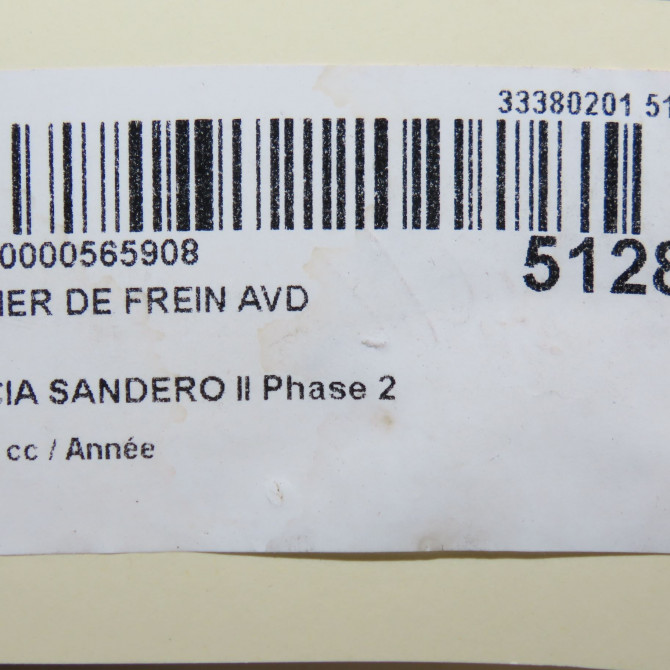 33380201 51
0000565908
5128
IER DE FREIN AVD
CIA SANDERO II Phase 2
cc / Année